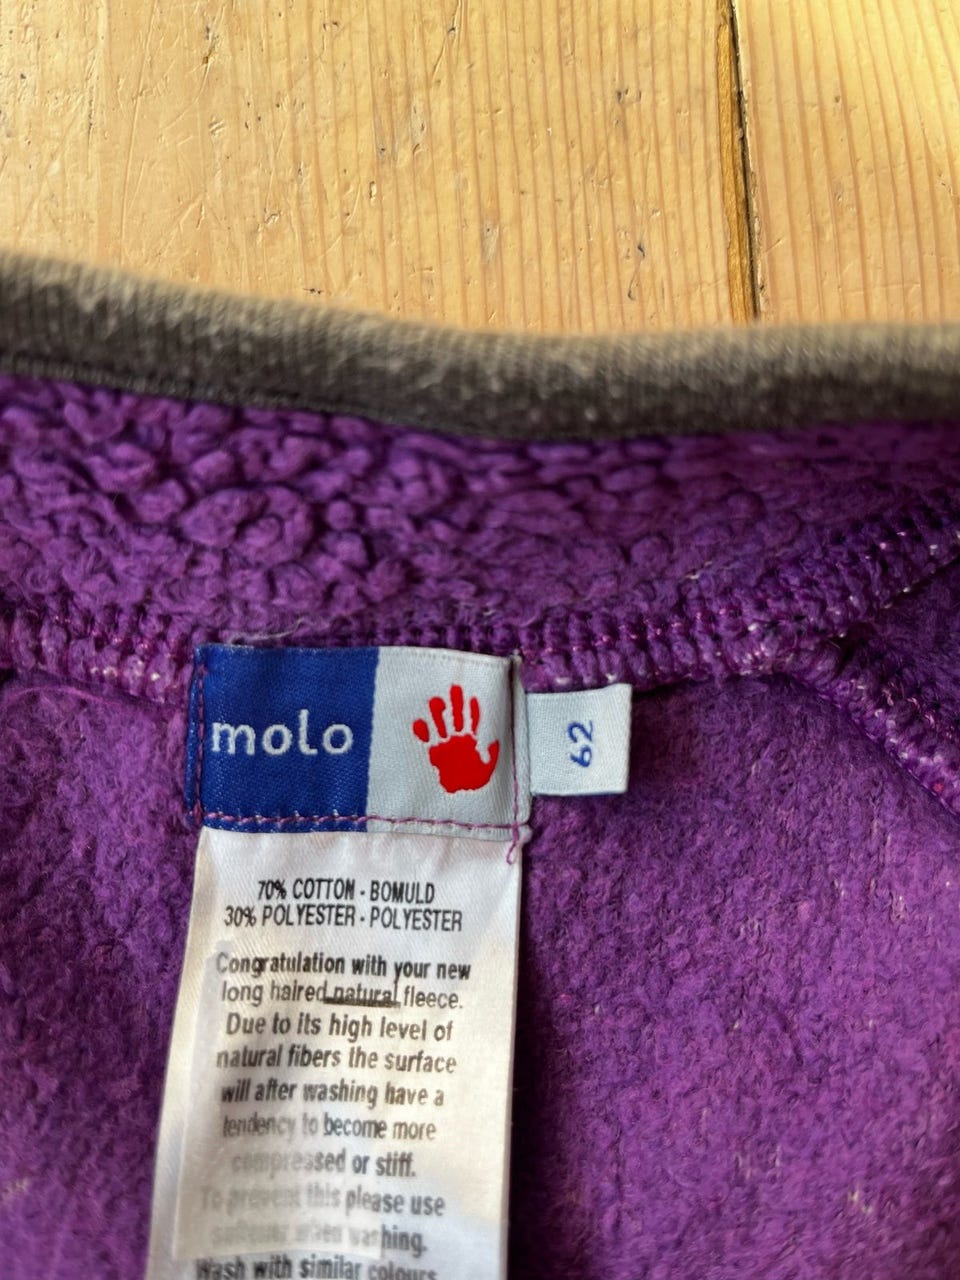 molo
62
70% COTTON - BOMULD
30% POLYESTER - POLYESTER
Congratulation with your new
long haired natural fleece.
Due to its high level of
natural fibers the surface
will after washing have a
tendency to become more
compressed or stiff.
To prevent this please use
softener when washing.
Wash with similar colours